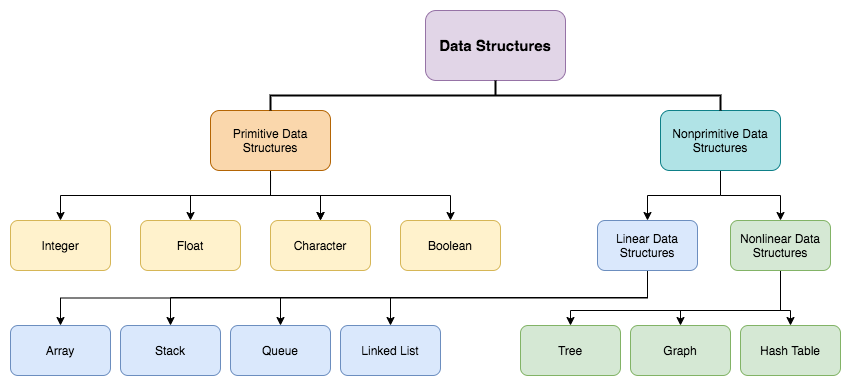 Data Structures
Primitive Data
Structures
Nonprimitive Data
Structures
Integer
Float
Character
Boolean
Linear Data
Structures
Nonlinear Data
Structures
Array
Stack
Queue
Linked List
Tree
Graph
Hash Table